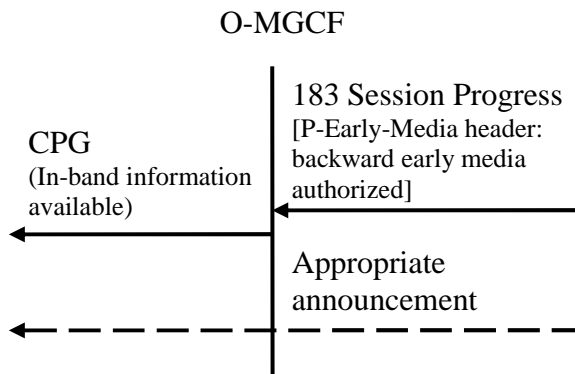 O-MGCF
183 Session Progress
[P-Early-Media header:
backward early media
authorized]
CPG
(In-band information
available)
Appropriate
announcement